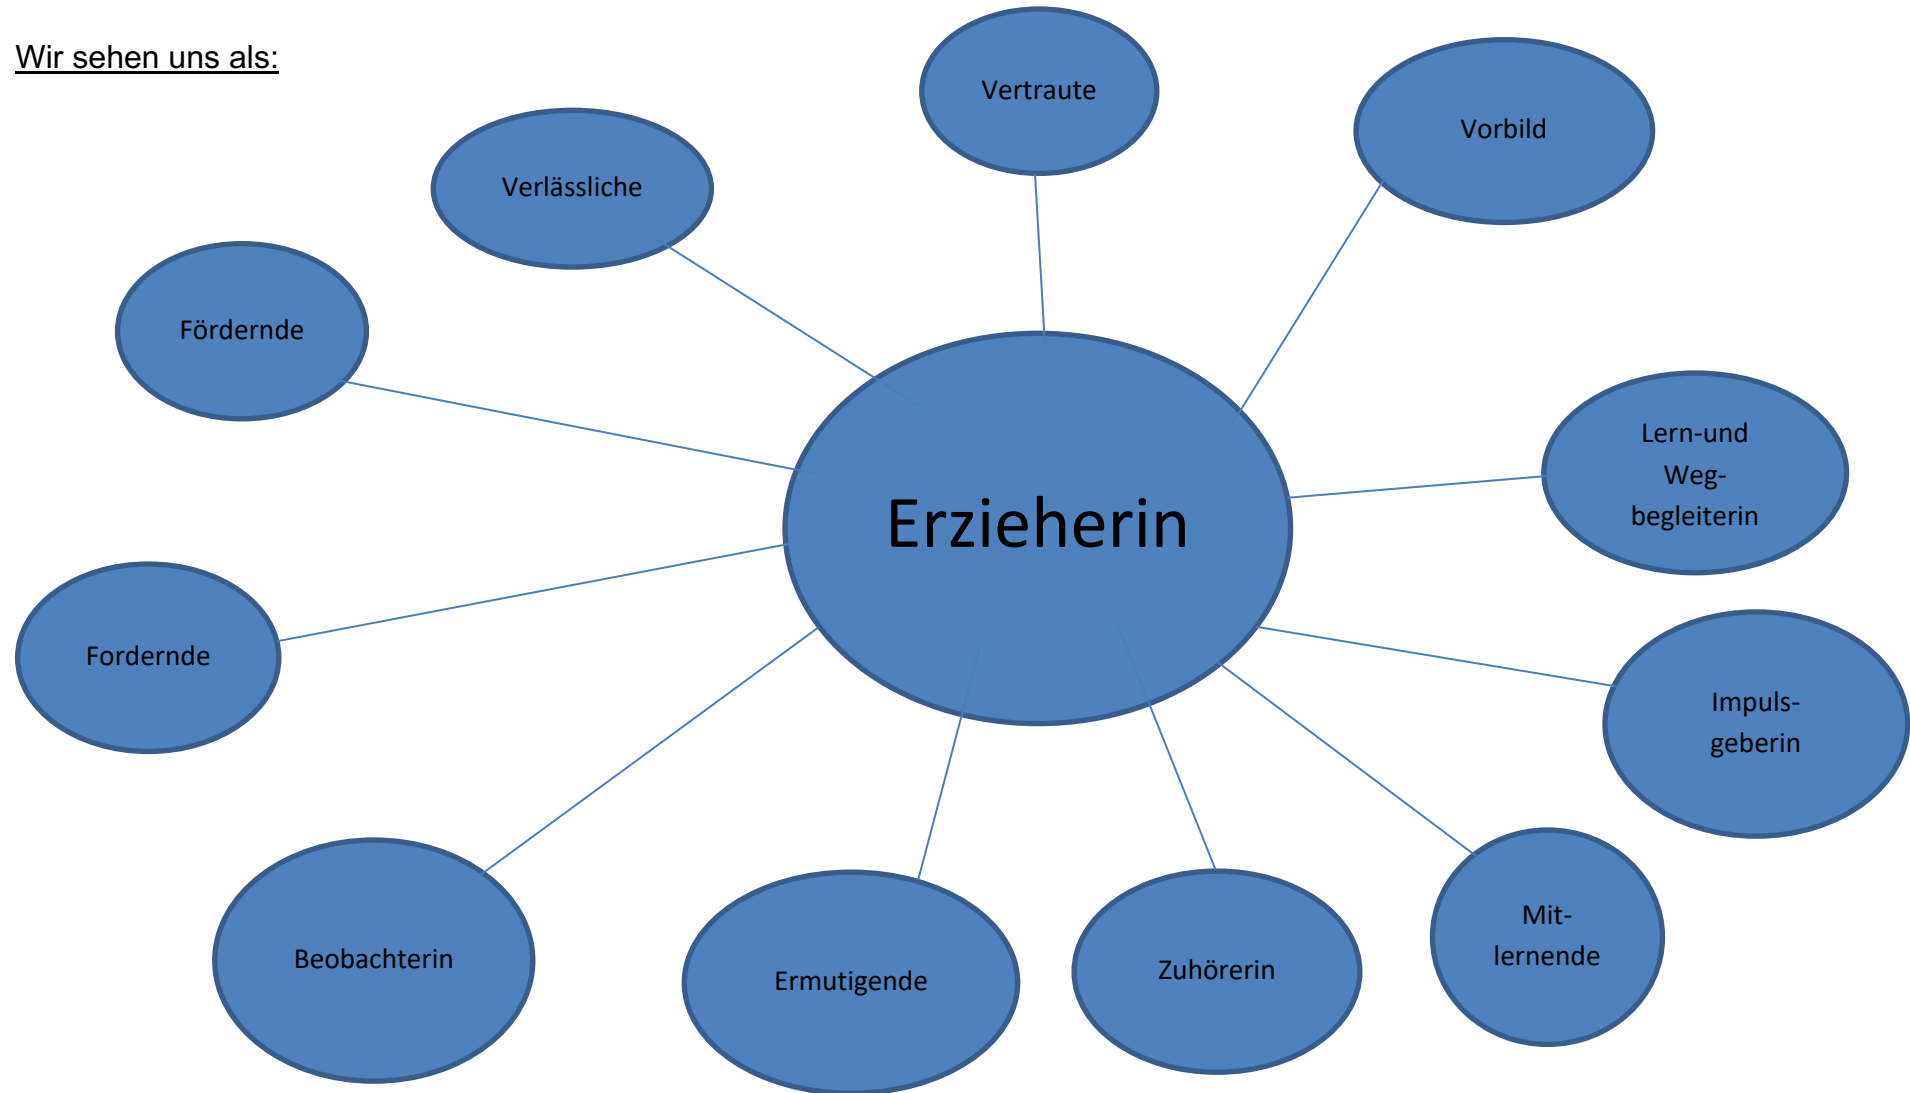 Wir sehen uns als:
Vertraute
Vorbild
Verlässliche
Fördernde
Lern-und
Weg-
begleiterin
Erzieherin
Fordernde
Impuls-
geberin
Mit-
lernende
Beobachterin
Ermutigende
Zuhörerin